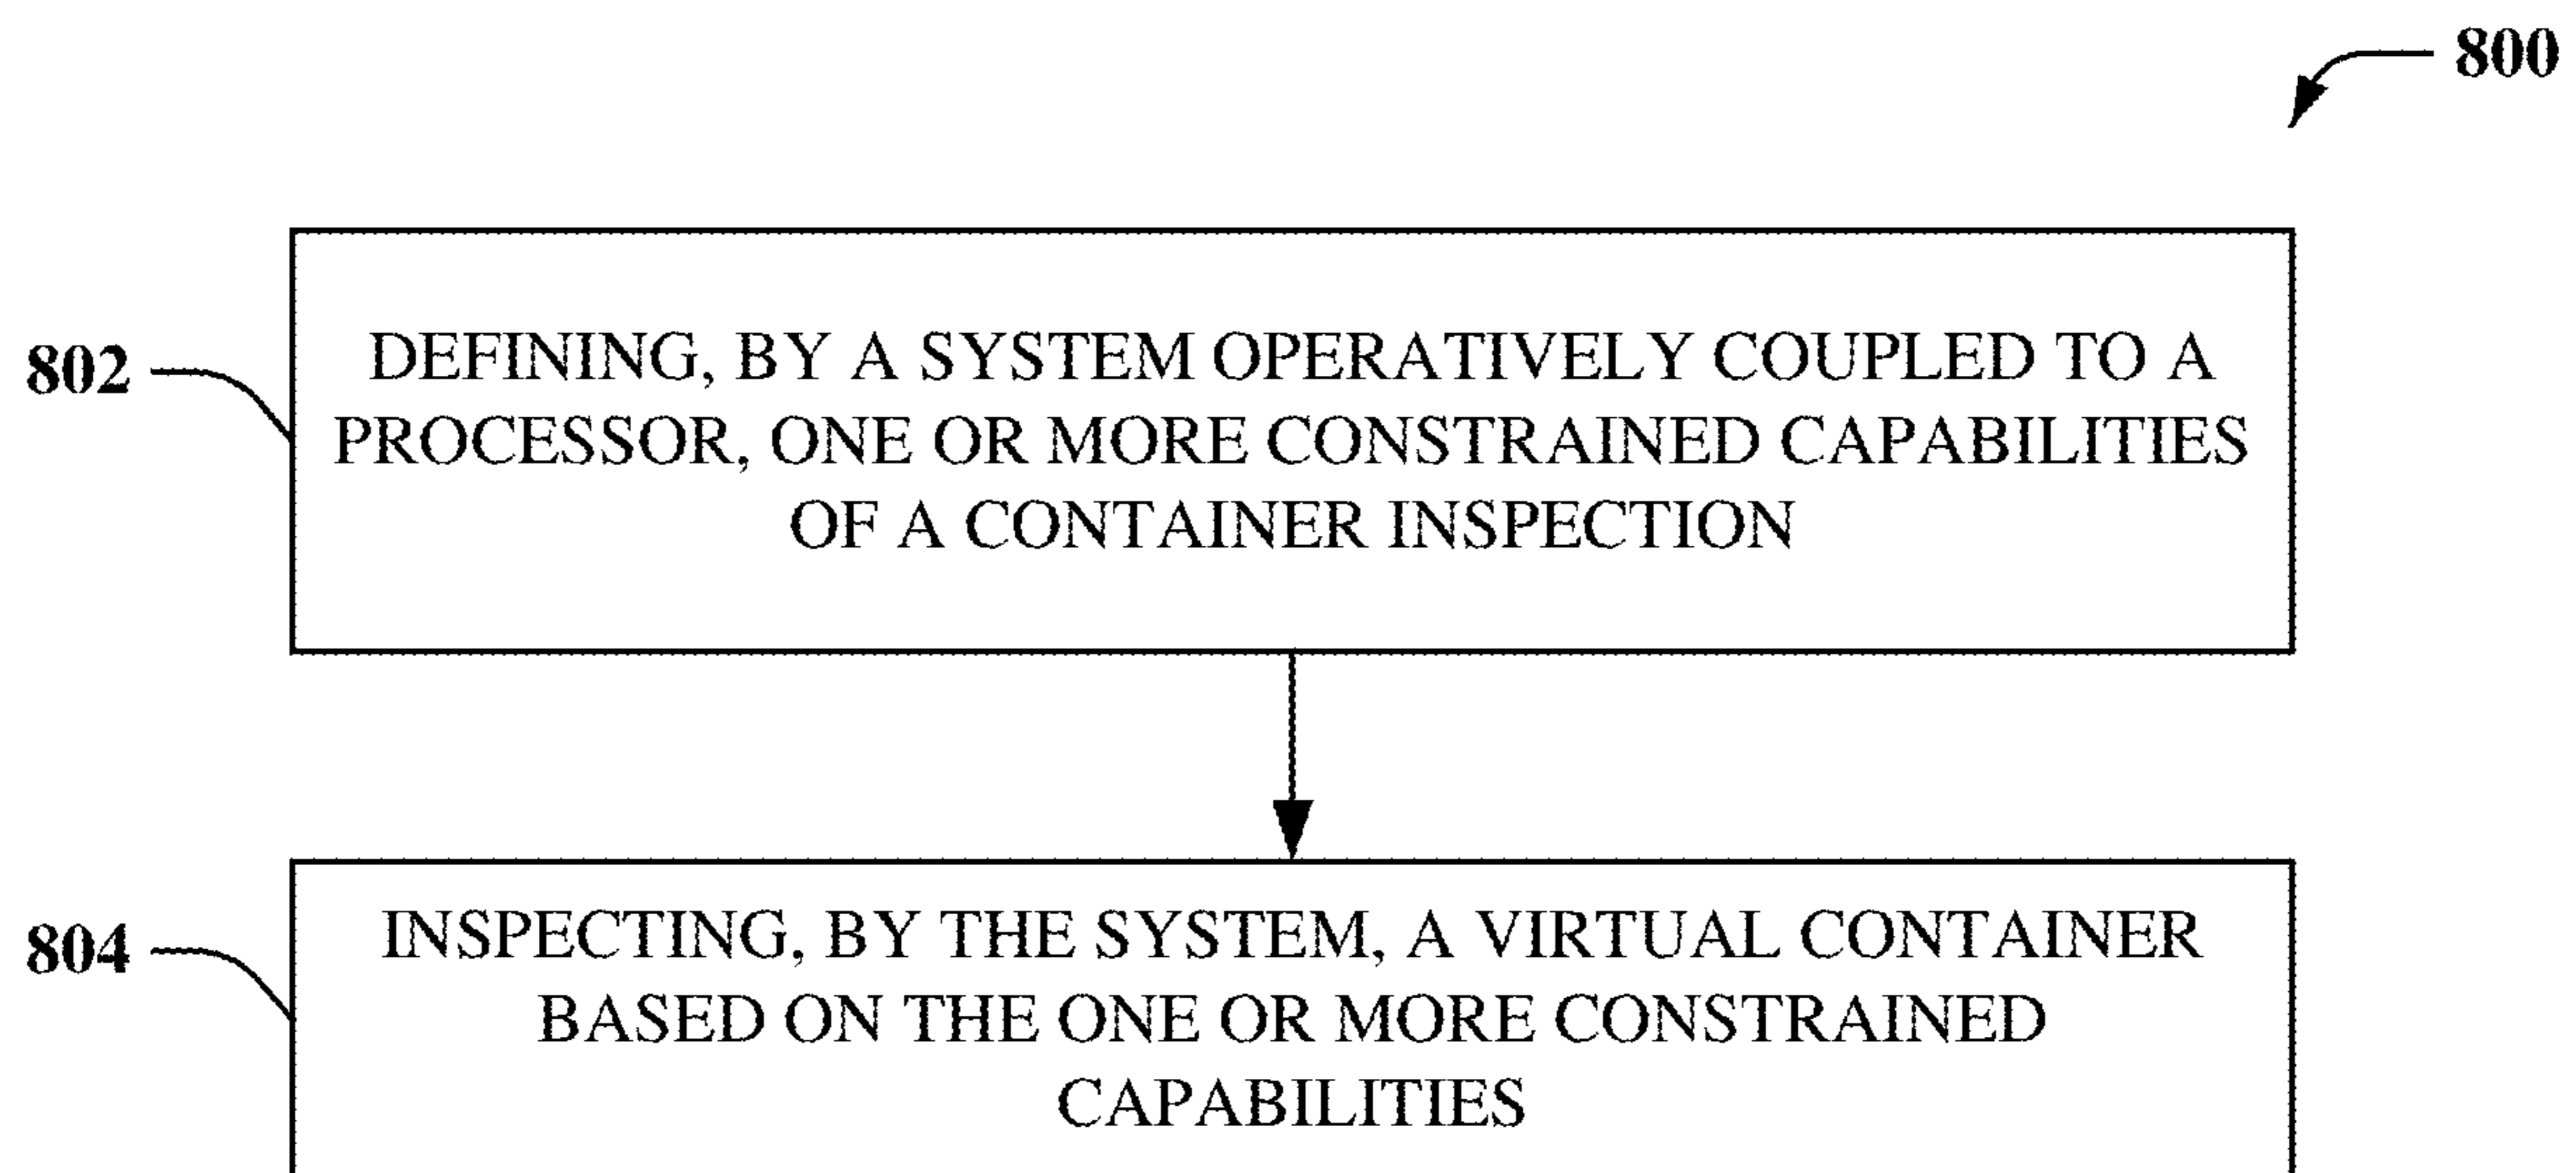 800
802
DEFINING, BY A SYSTEM OPERATIVELY COUPLED TO A
PROCESSOR, ONE OR MORE CONSTRAINED CAPABILITIES
OF A CONTAINER INSPECTION
804
INSPECTING, BY THE SYSTEM, A VIRTUAL CONTAINER
BASED ON THE ONE OR MORE CONSTRAINED
CAPABILITIES